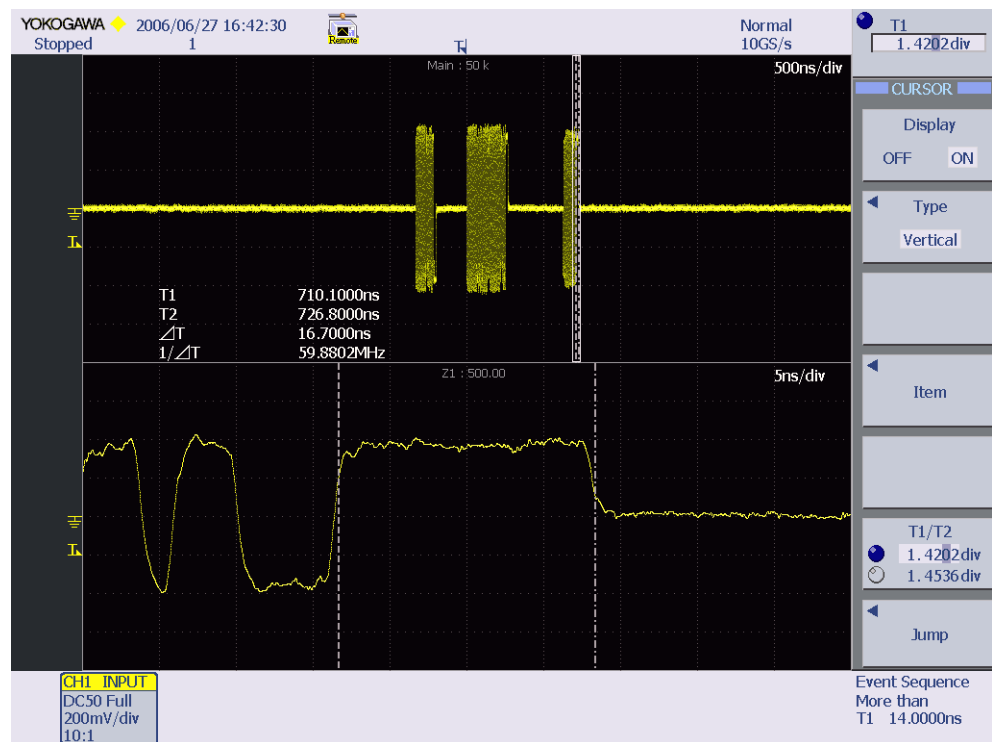 YOKOGAWA 2006/06/27 16:42:30
Stopped 1
Remote
Normal
10GS/s
T1
1.4202div
Main : 50 k
500ns/div
CURSOR
Display
OFF ON
Type
Vertical
T1 710.1000ns
T2 726.8000ns
⊿T 16.7000ns
1/⊿T 59.8802MHz
Z1 : 500.00
5ns/div
Item
T1/T2
1.4202div
1.4536div
Jump
CH1 INPUT
DC50 Full
200mV/div
10:1
Event Sequence
More than
T1 14.0000ns